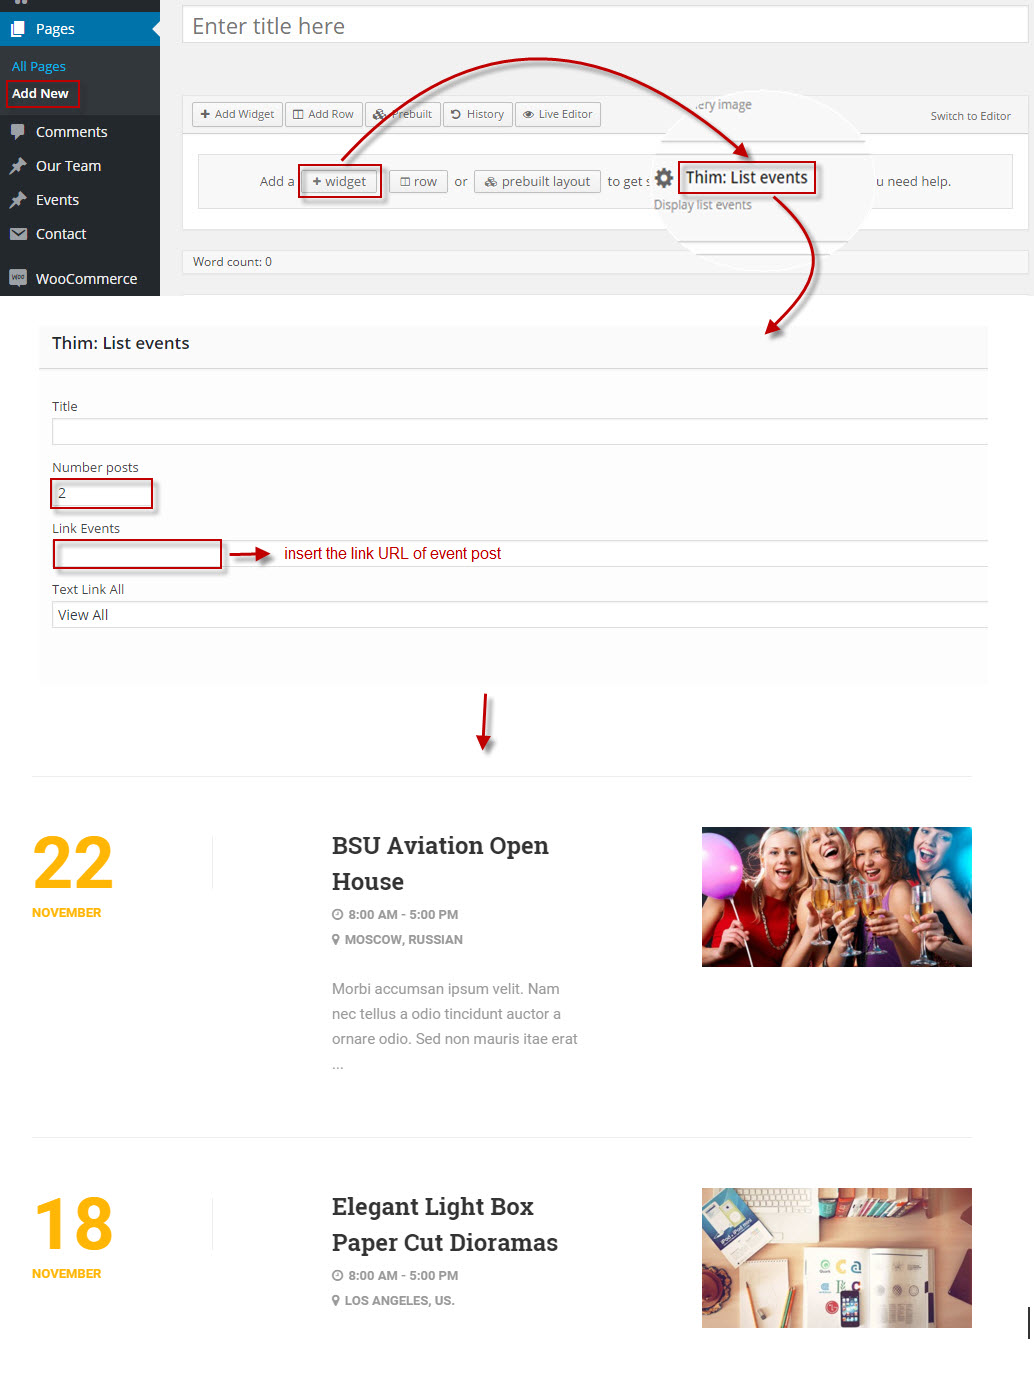 Pages
Enter title here
All Pages
Add New
Comments
Our Team
Events
Contact
WooCommerce
Add Widget
Add Row
Prebuilt
History
Live Editor
Switch to Editor
ery image
Add a + widget row or prebuilt layout to get s
Thim: List events
u need help.
Display list events
Word count: 0
Thim: List events
Title
Number posts
2
Link Events
insert the link URL of event post
Text Link All
View All
22
NOVEMBER
BSU Aviation Open
House
8:00 AM - 5:00 PM
MOSCOW, RUSSIAN
Morbi accumsan ipsum velit. Nam
nec tellus a odio tincidunt auctor a
ornare odio. Sed non mauris itae erat
...
18
NOVEMBER
Elegant Light Box
Paper Cut Dioramas
8:00 AM - 5:00 PM
LOS ANGELES, US.